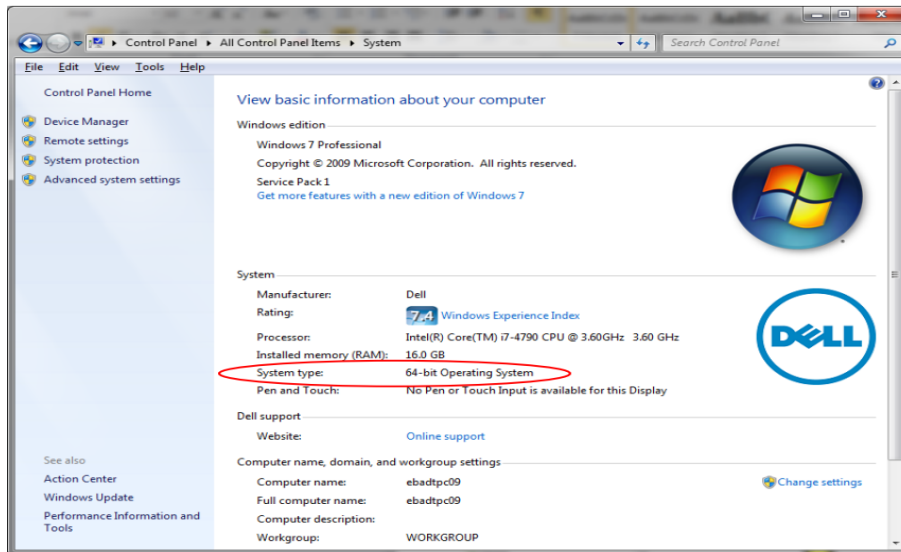 Control Panel ▸ All Control Panel Items ▸ System
Search Control Panel
File Edit View Tools Help
Control Panel Home
Device Manager
Remote settings
System protection
Advanced system settings
See also
Action Center
Windows Update
Performance Information and
Tools
View basic information about your computer
Windows edition
Windows 7 Professional
Copyright © 2009 Microsoft Corporation. All rights reserved.
Service Pack 1
Get more features with a new edition of Windows 7
System
Manufacturer: Dell
Rating: 7,4 Windows Experience Index
Processor: Intel(R) Core(TM) i7-4790 CPU @ 3.60GHz 3.60 GHz
Installed memory (RAM): 16.0 GB
System type: 64-bit Operating System
Pen and Touch: No Pen or Touch Input is available for this Display
DELL
Dell support
Website: Online support
Computer name, domain, and workgroup settings
Computer name: ebadtpc09
Change settings
Full computer name: ebadtpc09
Computer description:
Workgroup: WORKGROUP